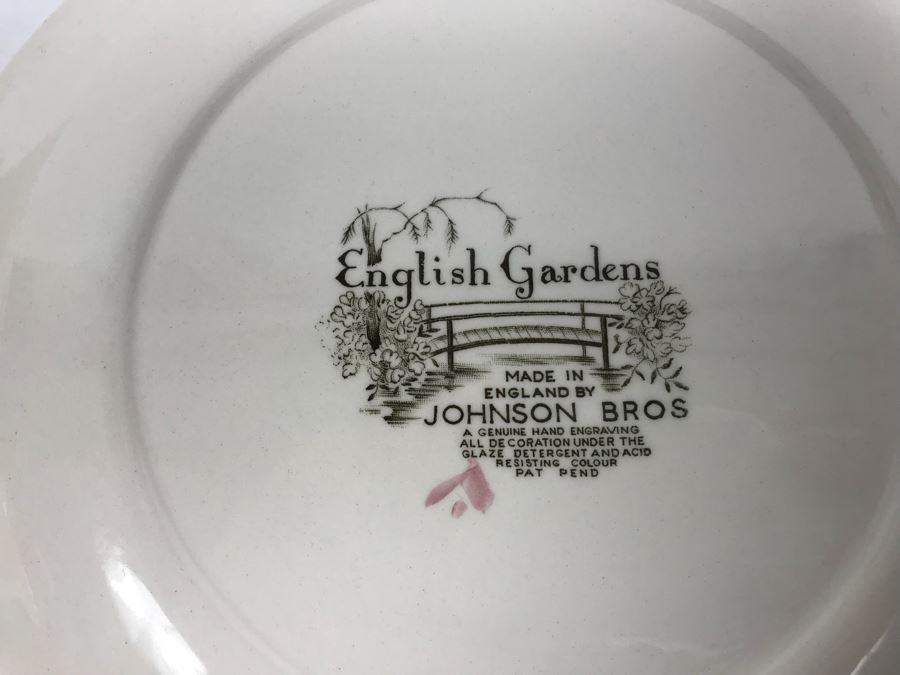 English Gardens
MADE IN
ENGLAND BY
JOHNSON BROS
A GENUINE HAND ENGRAVING
ALL DECORATION UNDER THE
GLAZE DETERGENT AND ACID
RESISTING COLOUR
PAT PEND